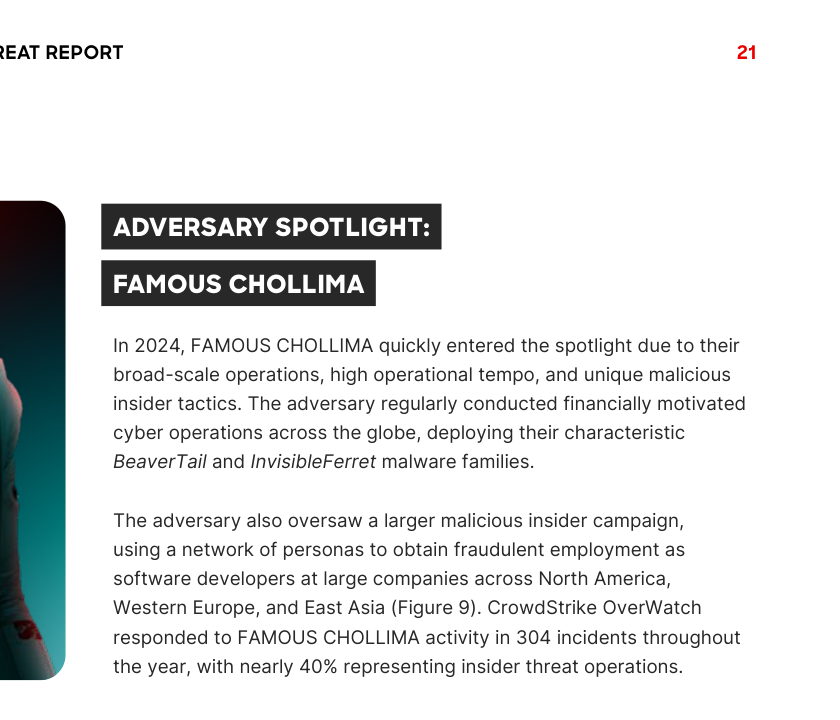 REAT REPORT
21
ADVERSARY SPOTLIGHT:
FAMOUS CHOLLIMA
In 2024, FAMOUS CHOLLIMA quickly entered the spotlight due to their
broad-scale operations, high operational tempo, and unique malicious
insider tactics. The adversary regularly conducted financially motivated
cyber operations across the globe, deploying their characteristic
BeaverTail and InvisibleFerret malware families.
The adversary also oversaw a larger malicious insider campaign,
using a network of personas to obtain fraudulent employment as
software developers at large companies across North America,
Western Europe, and East Asia (Figure 9). CrowdStrike OverWatch
responded to FAMOUS CHOLLIMA activity in 304 incidents throughout
the year, with nearly 40% representing insider threat operations.